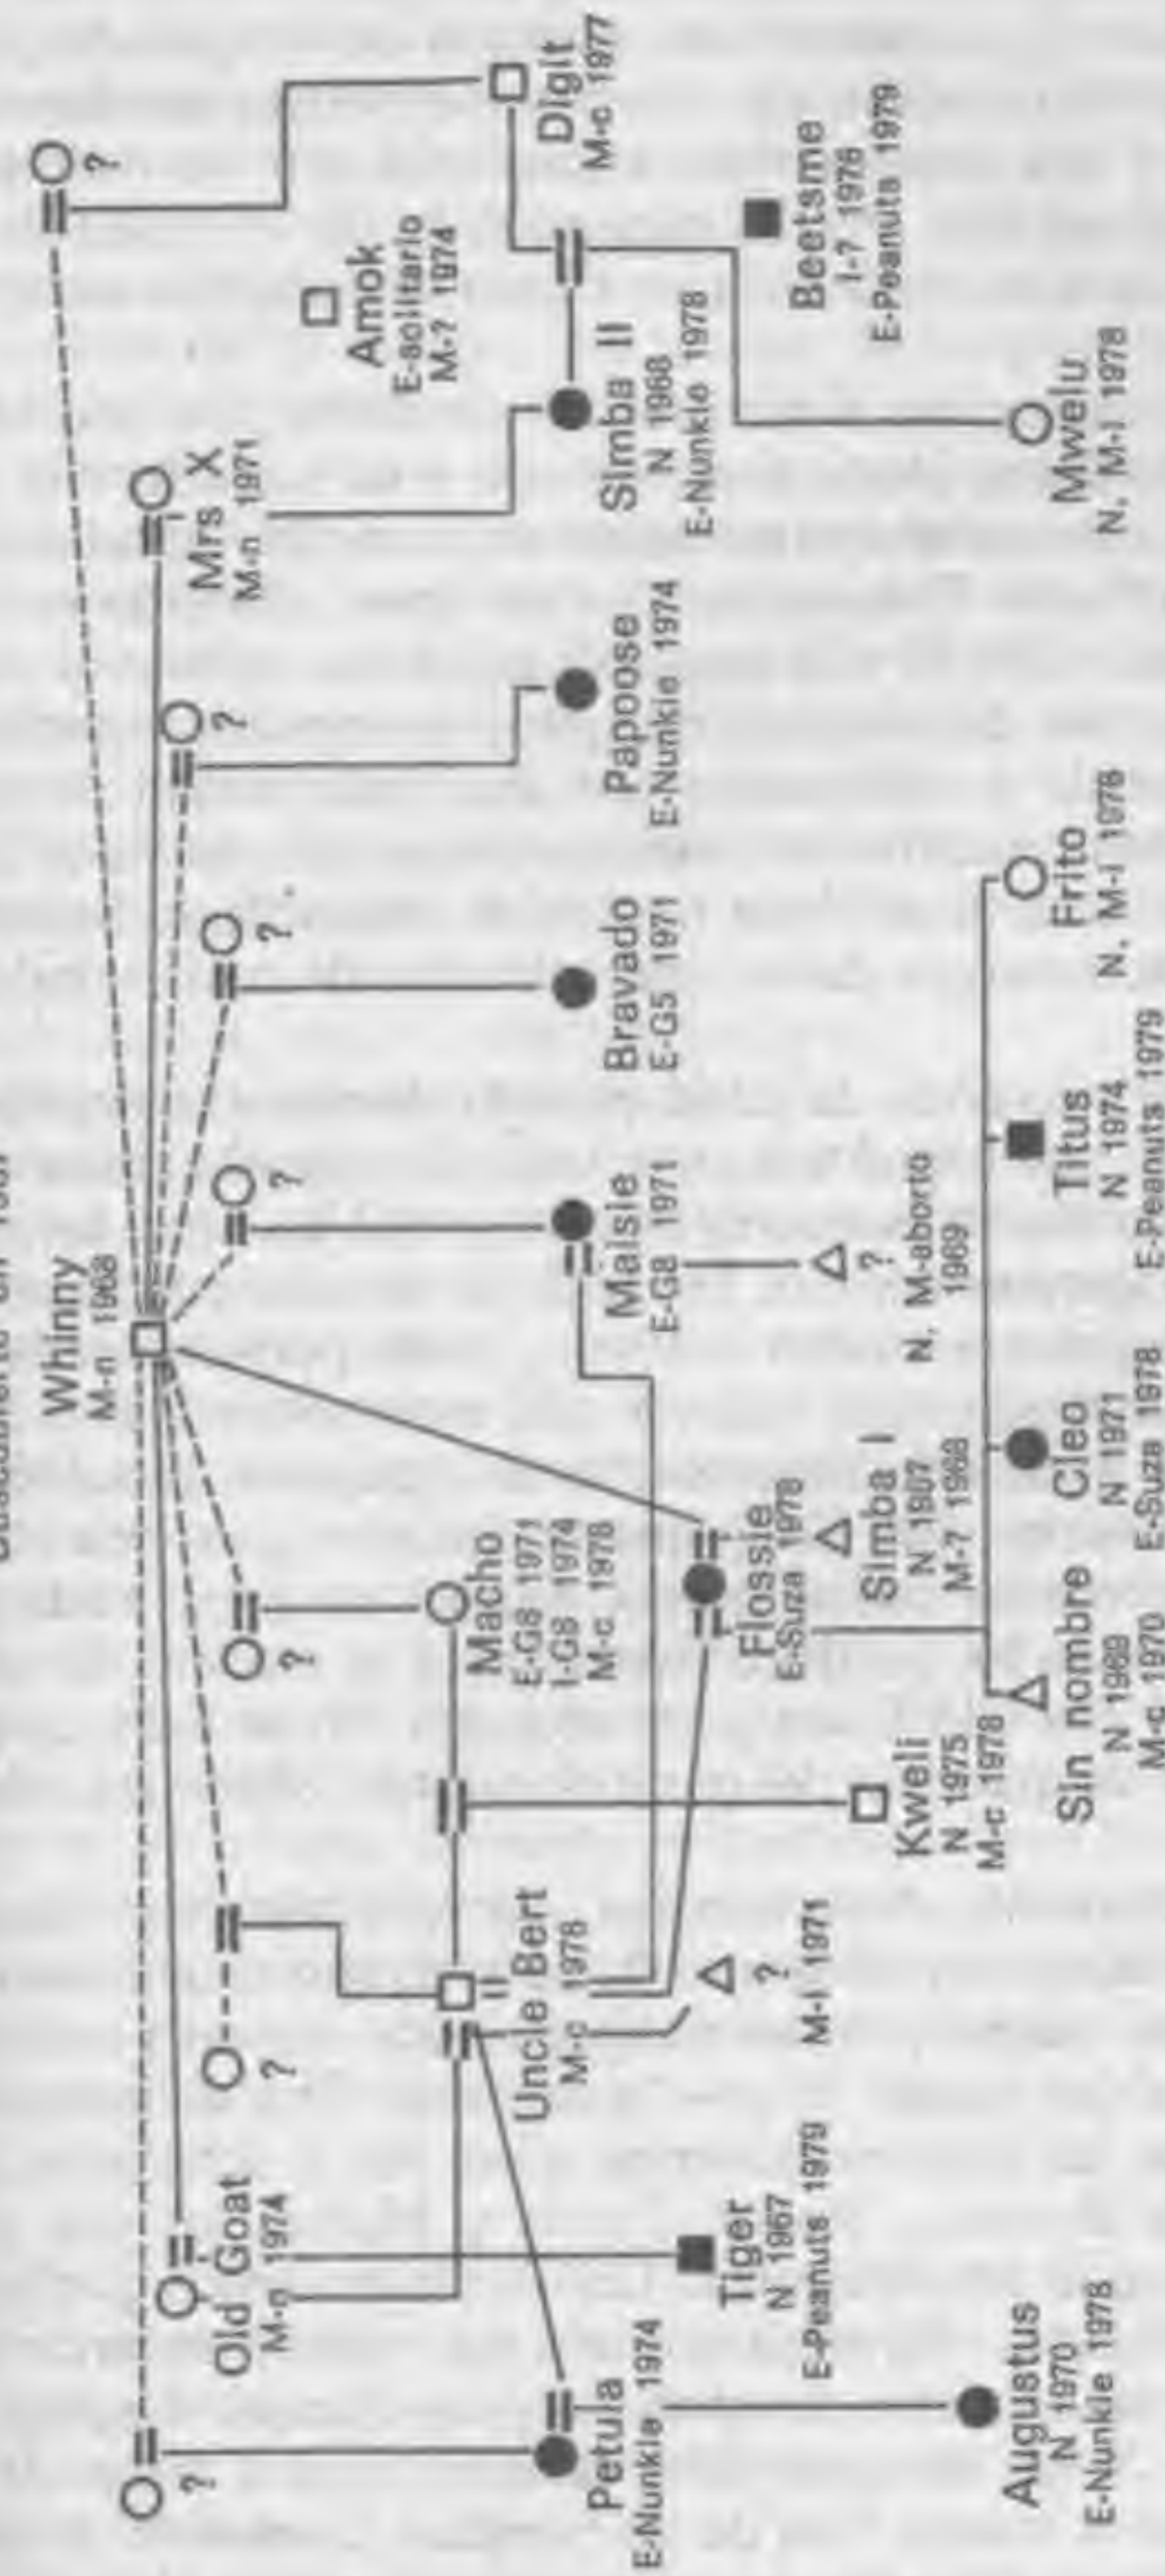 Whinny
M-n 1968
?
?
?
?
?
?
?
Old Goat
M-n 1974
Mrs X
M-n 1971
Amok
E-solitario
M-? 1974
Macho
E-G8 1971
I-G8 1974
M-c 1978
Uncle Bert
M-c 1978
Digit
M-c 1977
Petula
E-Nunkie 1974
Maisie
E-G8 1971
Bravado
E-G5 1971
Papoose
E-Nunkie 1974
Simba II
N 1968
E-Nunkie 1978
Tiger
N 1967
E-Peanuts 1979
?
M-i 1971
Flossie
E-Suza 1978
Beetsme
I-? 1976
E-Peanuts 1979
Kweli
N 1975
M-c 1978
Simba I
N 1967
M-? 1968
?
N. M-aborto
1969
Augustus
N 1970
E-Nunkie 1978
Sin nombre
N 1969
M-c 1970
Cleo
N 1971
E-Suza 1978
Titus
N 1974
E-Peanuts 1979
Frito
N. M-i 1978
Mwelu
N. M-i 1978